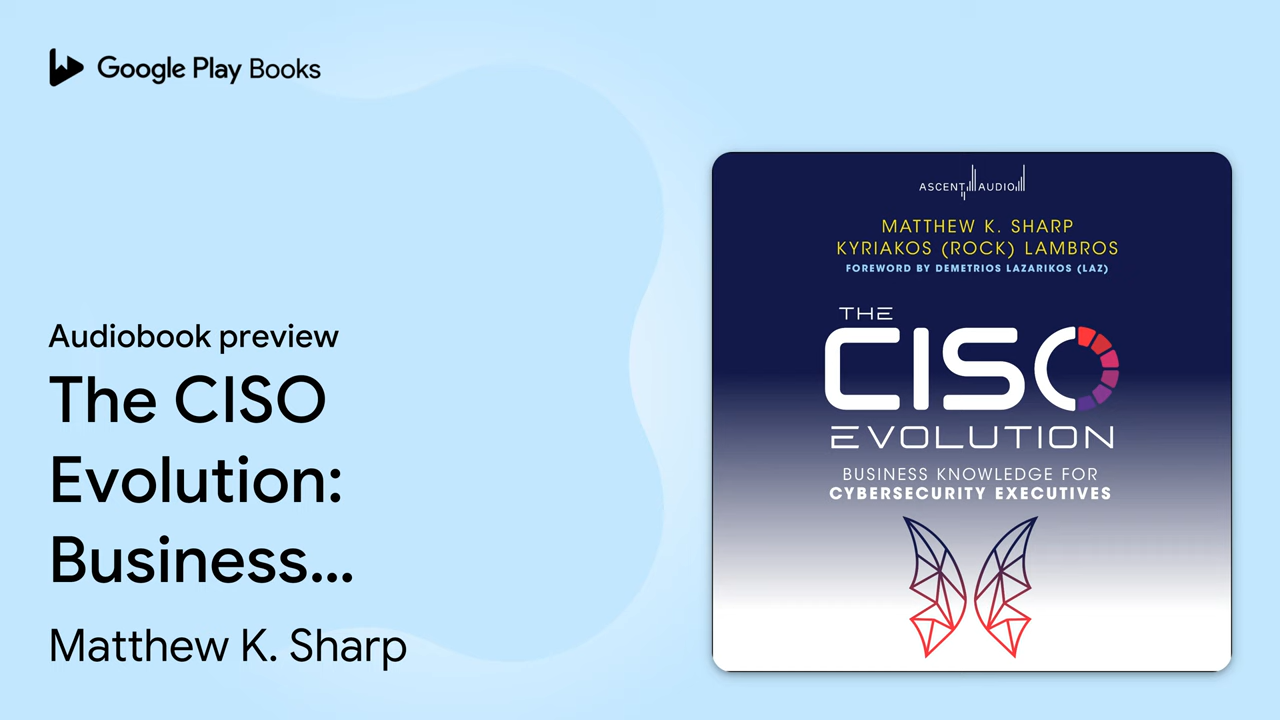 Google Play Books
Audiobook preview
The CISO
Evolution:
Business...
Matthew K. Sharp
ASCENT AUDIO
MATTHEW K. SHARP
KYRIAKOS (ROCK) LAMBROS
FOREWORD BY DEMETRIOS LAZARIKOS (LAZ)
THE
CISO
EVOLUTION
BUSINESS KNOWLEDGE FOR
CYBERSECURITY EXECUTIVES